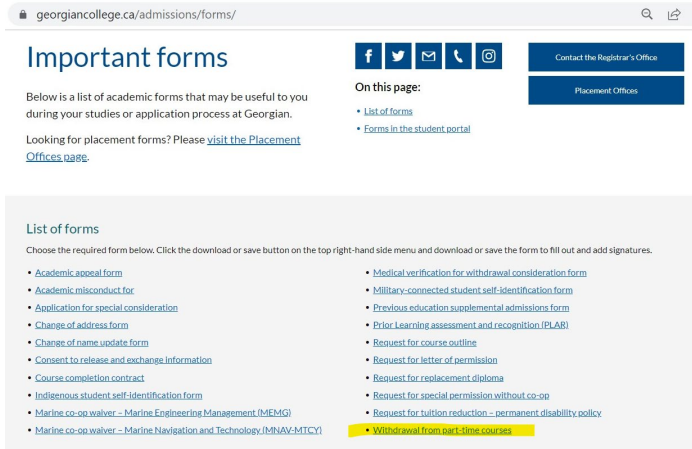 georgiancollege.ca/admissions/forms/
Important forms
Below is a list of academic forms that may be useful to you
during your studies or application process at Georgian.
Looking for placement forms? Please visit the Placement
Offices page.
On this page:
• List of forms
• Forms in the student portal
Contact the Registrar's Office
Placement Offices
List of forms
Choose the required form below. Click the download or save button on the top right-hand side menu and download or save the form to fill out and add signatures.
• Academic appeal form
• Academic misconduct for
• Application for special consideration
• Change of address form
• Change of name update form
• Consent to release and exchange information
• Course completion contract
• Indigenous student self-identification form
• Marine co-op waiver – Marine Engineering Management (MEMG)
• Marine co-op waiver – Marine Navigation and Technology (MNAV-MTCY)
• Medical verification for withdrawal consideration form
• Military-connected student self-identification form
• Previous education supplemental admissions form
• Prior Learning assessment and recognition (PLAR)
• Request for course outline
• Request for letter of permission
• Request for replacement diploma
• Request for special permission without co-op
• Request for tuition reduction – permanent disability policy
• Withdrawal from part-time courses